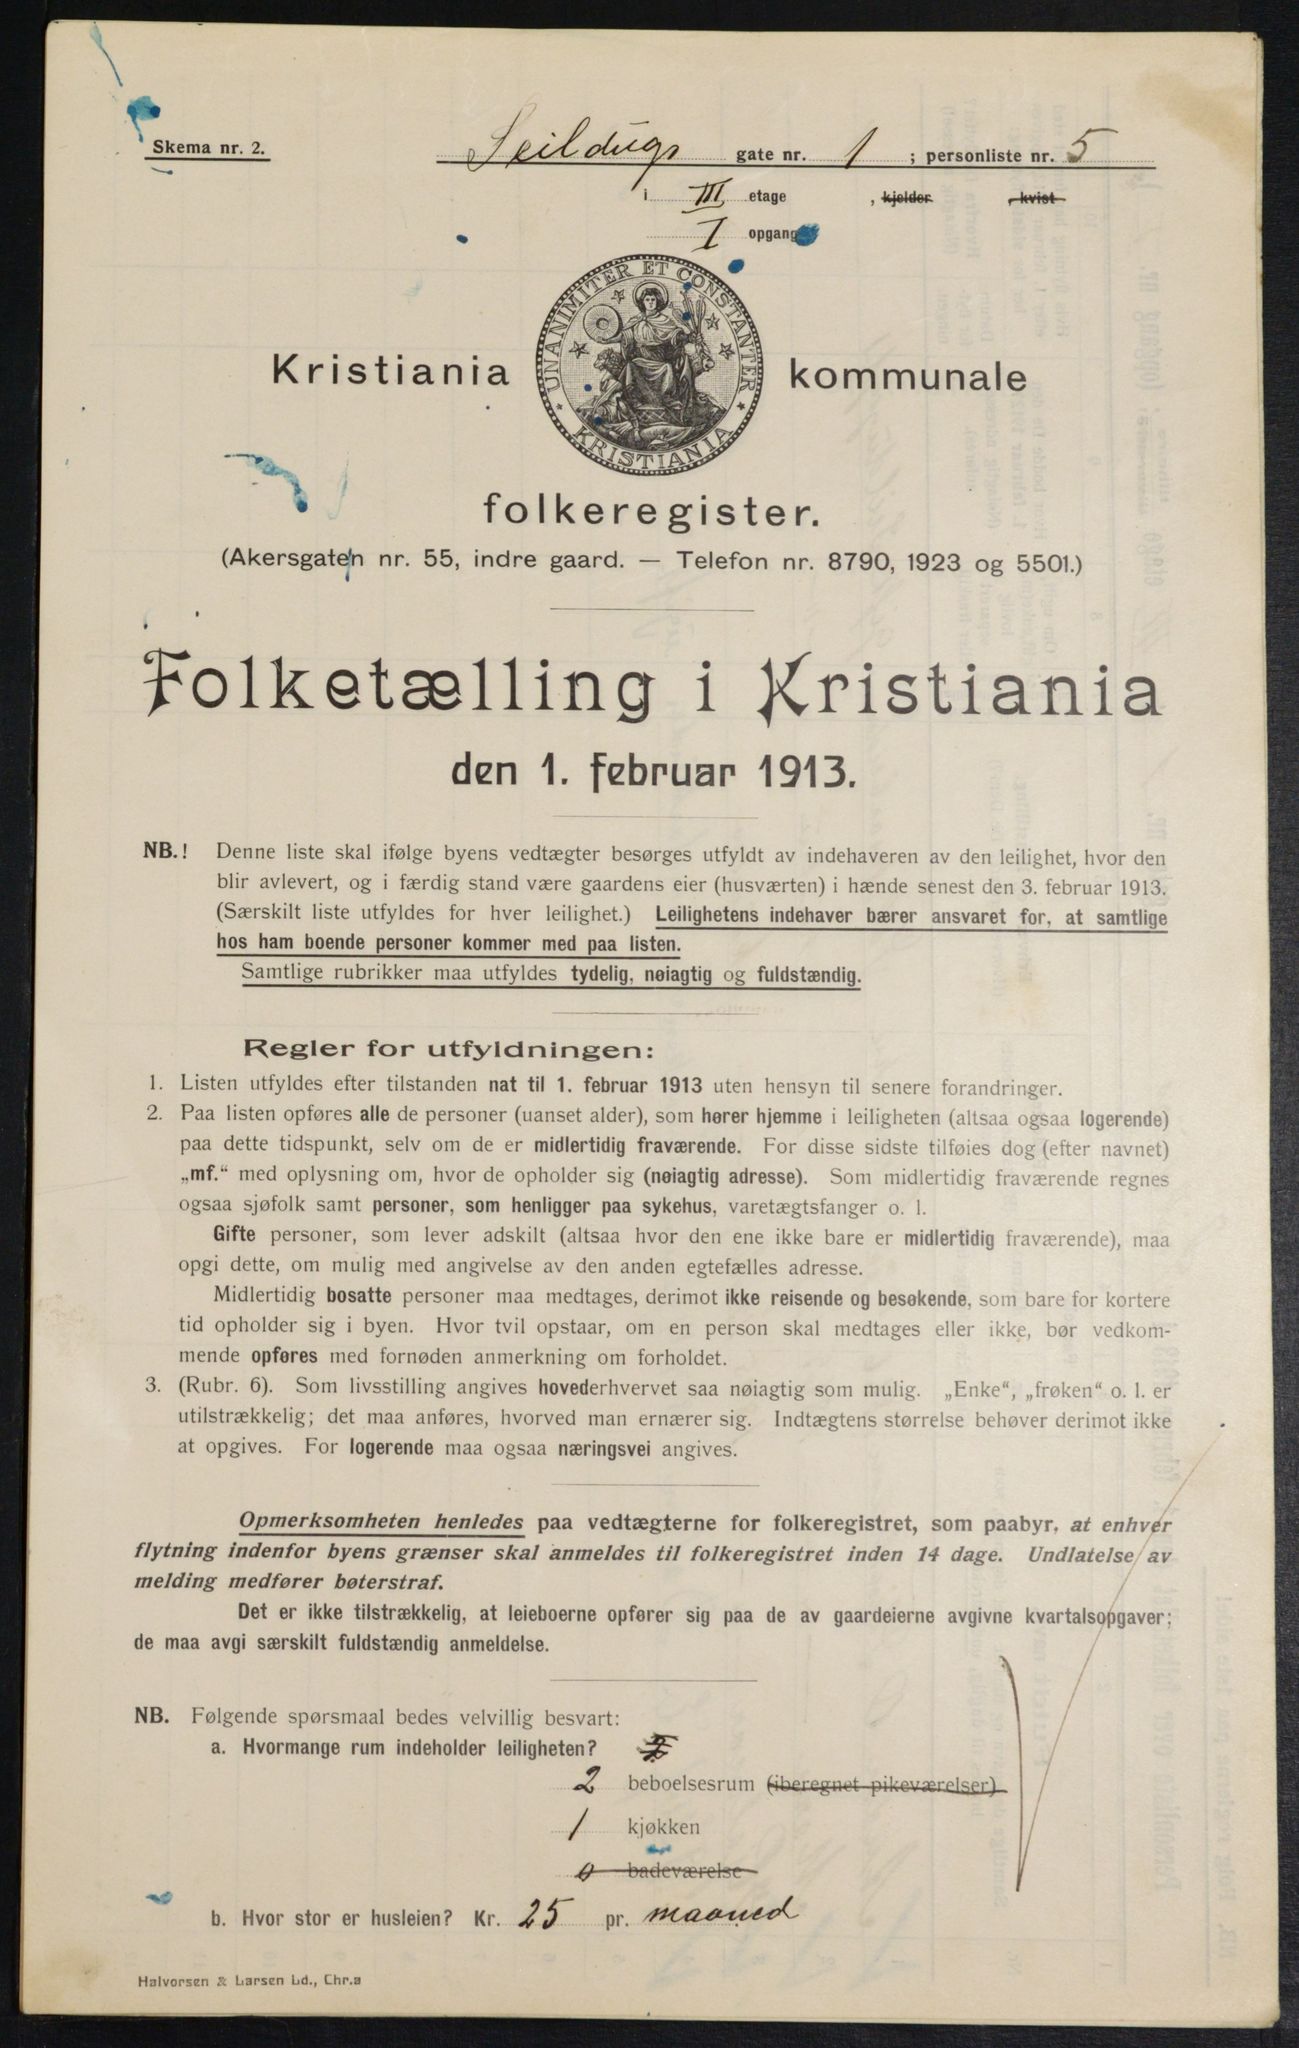 Skema nr. 2.
Seildugs gate nr. 1 ; personliste nr. 5
i III etage , kjelder , kvist
I opgang
UNANIMITER ET CONSTANTER
KRISTIANIA
Kristiania kommunale
folkeregister.
(Akersgaten nr. 55, indre gaard. — Telefon nr. 8790, 1923 og 5501.)
Folketælling i Kristiania
den 1. februar 1913.
NB.! Denne liste skal ifølge byens vedtægter besørges utfyldt av indehaveren av den leilighet, hvor den
blir avlevert, og i færdig stand være gaardens eier (husværten) i hænde senest den 3. februar 1913.
(Særskilt liste utfyldes for hver leilighet.) Leilighetens indehaver bærer ansvaret for, at samtlige
hos ham boende personer kommer med paa listen.
Samtlige rubrikker maa utfyldes tydelig, nøiagtig og fuldstændig.
Regler for utfyldningen:
1. Listen utfyldes efter tilstanden nat til 1. februar 1913 uten hensyn til senere forandringer.
2. Paa listen opføres alle de personer (uanset alder), som hører hjemme i leiligheten (altsaa ogsaa logerende)
paa dette tidspunkt, selv om de er midlertidig fraværende. For disse sidste tilføies dog (efter navnet)
„mf.“ med oplysning om, hvor de opholder sig (nøiagtig adresse). Som midlertidig fraværende regnes
ogsaa sjøfolk samt personer, som henligger paa sykehus, varetægtsfanger o. l.
Gifte personer, som lever adskilt (altsaa hvor den ene ikke bare er midlertidig fraværende), maa
opgi dette, om mulig med angivelse av den anden egtefælles adresse.
Midlertidig bosatte personer maa medtages, derimot ikke reisende og besøkende, som bare for kortere
tid opholder sig i byen. Hvor tvil opstaar, om en person skal medtages eller ikke, bør vedkom-
mende opføres med fornøden anmerkning om forholdet.
3. (Rubr. 6). Som livsstilling angives hovederhvervet saa nøiagtig som mulig. „Enke“, „frøken“ o. l. er
utilstrækkelig; det maa anføres, hvorved man ernærer sig. Indtægtens størrelse behøver derimot ikke
at opgives. For logerende maa ogsaa næringsvei angives.
Opmerksomheten henledes paa vedtægterne for folkeregistret, som paabyr, at enhver
flytning indenfor byens grænser skal anmeldes til folkeregistret inden 14 dage. Undlatelse av
melding medfører bøterstraf.
Det er ikke tilstrækkelig, at leieboerne opfører sig paa de av gaardeierne avgivne kvartalsopgaver;
de maa avgi særskilt fuldstændig anmeldelse.
NB. Følgende spørsmaal bedes velvillig besvart:
a. Hvormange rum indeholder leiligheten?
2 beboelsesrum (iberegnet pikeværelser)
1 kjøkken
0 badeværelse
b. Hvor stor er husleien? Kr. 25 pr. maaned
Halvorsen & Larsen Ld., Chr.a